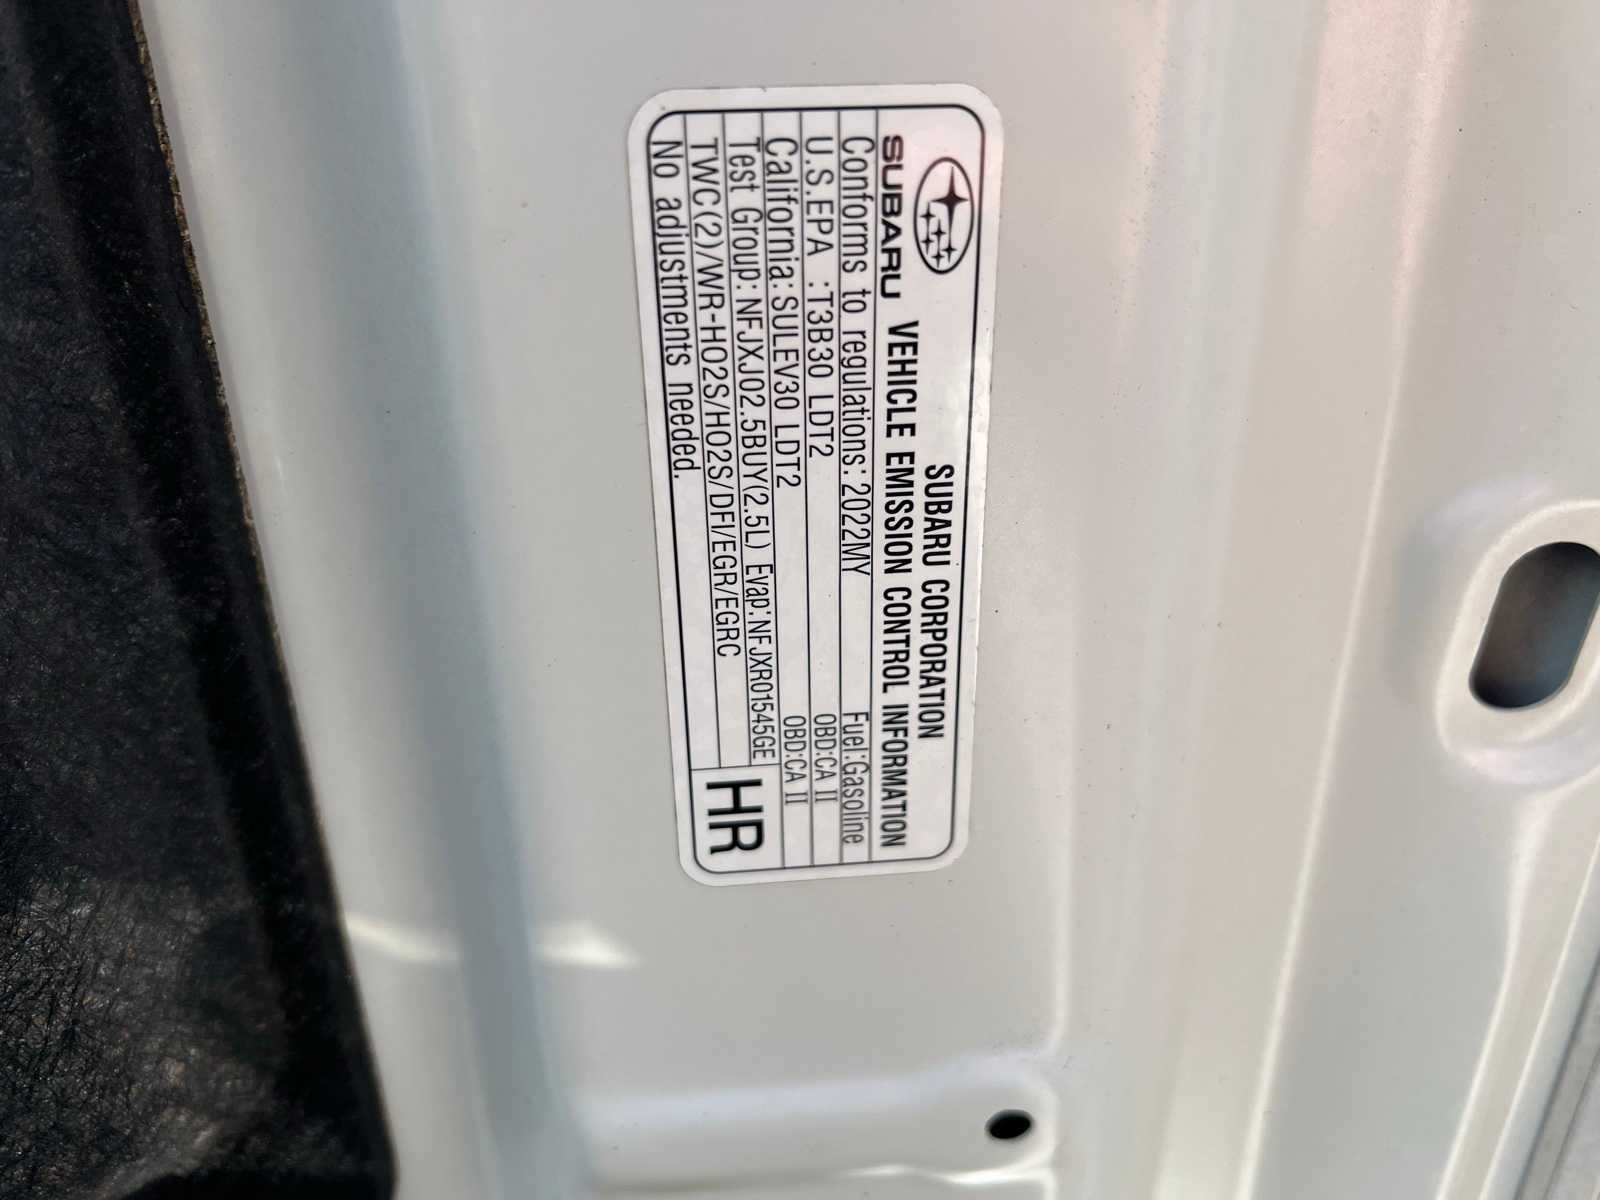 SUBARU CORPORATION
SUBARU VEHICLE EMISSION CONTROL INFORMATION
Conforms to regulations: 2022MY Fuel:Gasoline
U.S.EPA :T3B30 LDT2 OBD:CA II
California: SULEV30 LDT2 OBD:CA II
Test Group: NFJXJ02.5BUY(2.5L) Evap:NFJXR01545GE
TWC(2)/WR-HO2S/HO2S/DFI/EGR/EGRC
No adjustments needed.
HR